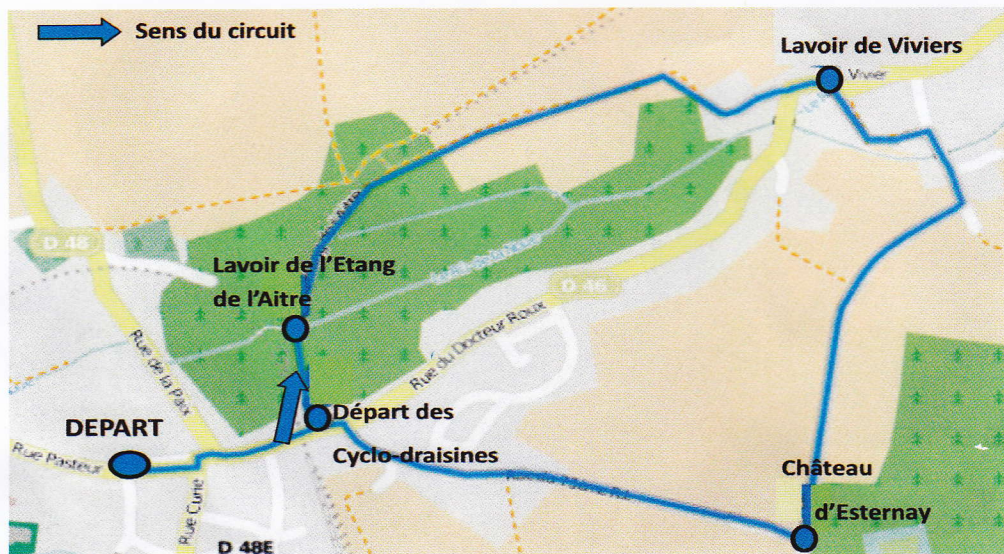 Sens du circuit
Lavoir de Viviers
Vivier
D 48
Lavoir de l'Etang
de l'Aitre
D 46
Rue de la Paix
Rue du Docteur Roux
DEPART
Départ des
Cyclo-draisines
Rue Pasteur
Rue Curie
Château
d'Esternay
D 48E